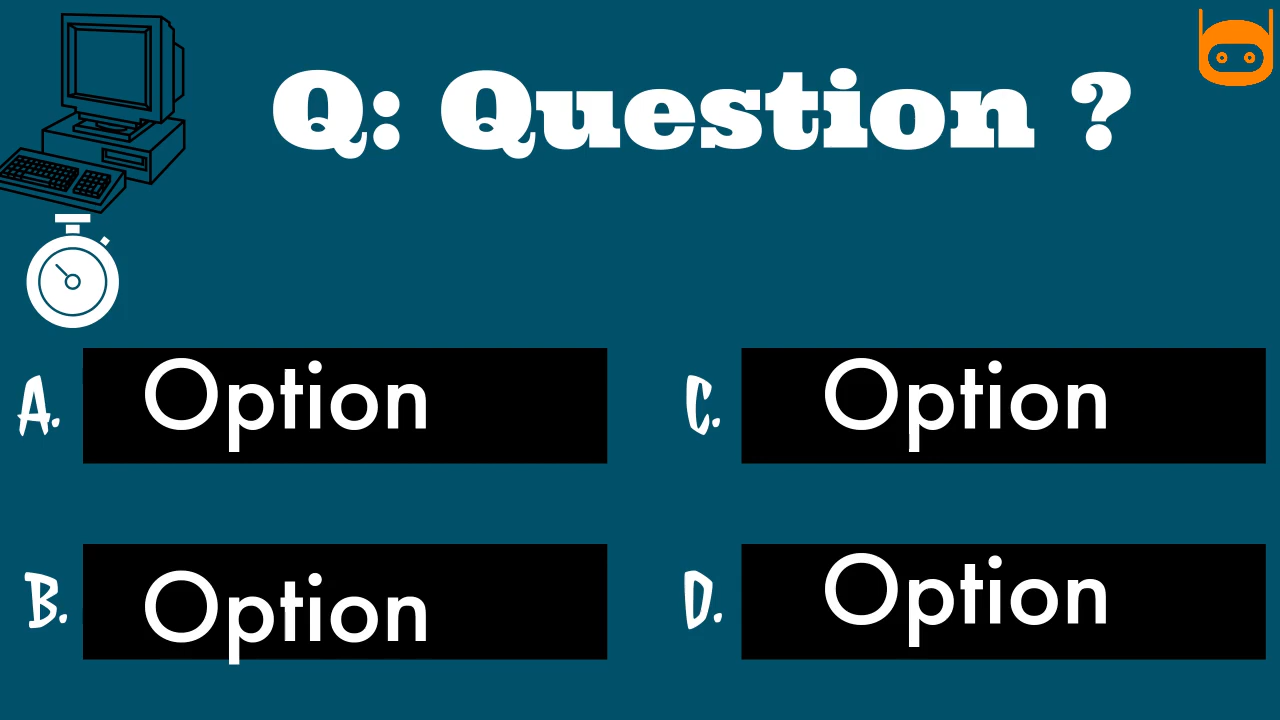 Q: Question ?
A. Option
B. Option
C. Option
D. Option